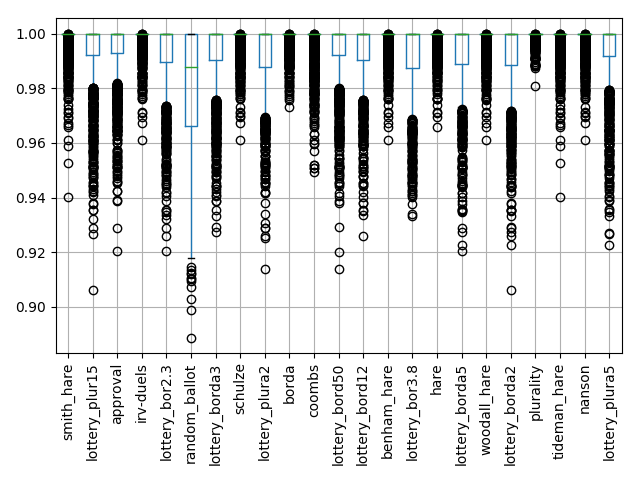 1.00
0.98
0.96
0.94
0.92
0.90
smith_hare
lottery_plur15
approval
irv-duels
lottery_bor2.3
random_ballot
lottery_borda3
schulze
lottery_plura2
borda
coombs
lottery_bord50
lottery_bord12
benham_hare
lottery_bor3.8
hare
lottery_borda5
woodall_hare
lottery_borda2
plurality
tideman_hare
nanson
lottery_plura5